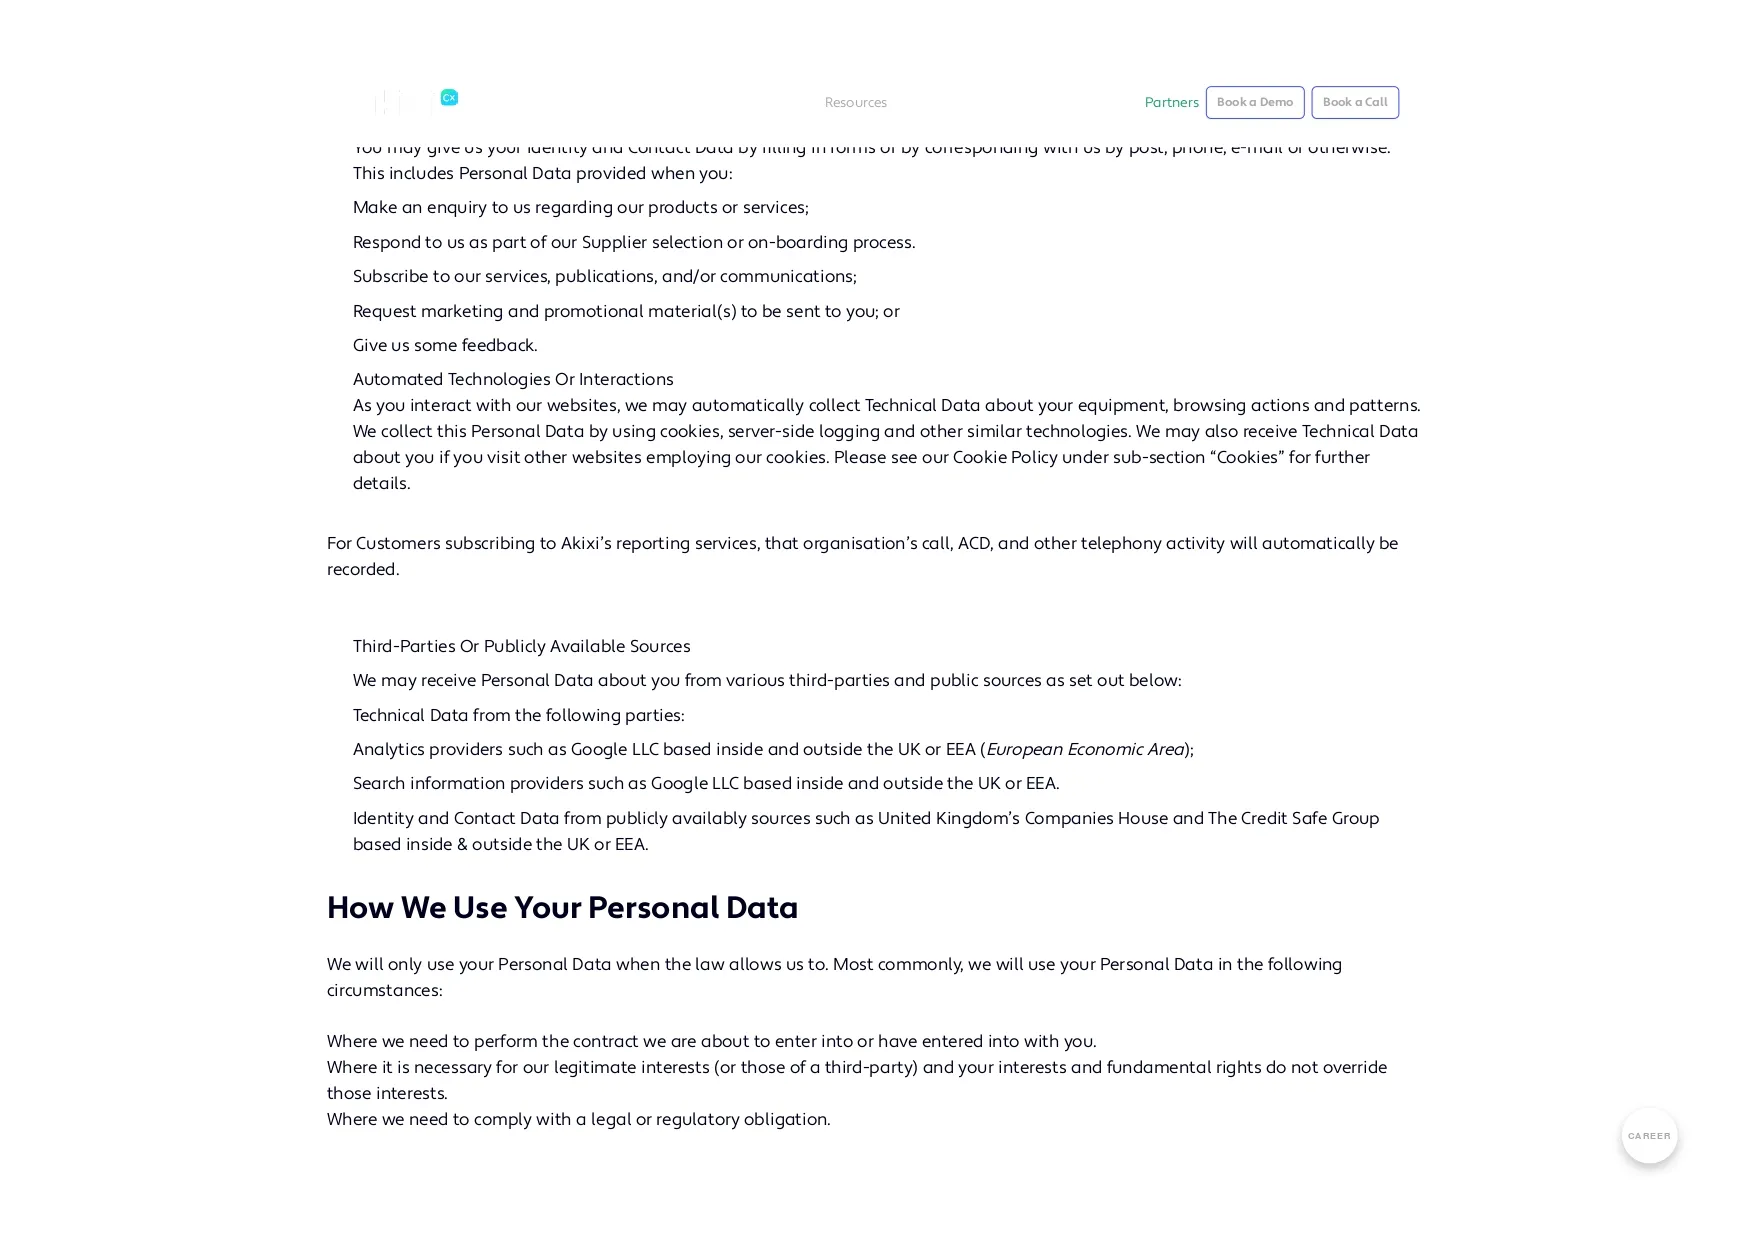 Cx
Resources
Partners
Book a Demo
Book a Call
You may give us your Identity and Contact Data by filling in forms or by corresponding with us by post, phone, e-mail or otherwise.
This includes Personal Data provided when you:
Make an enquiry to us regarding our products or services;
Respond to us as part of our Supplier selection or on-boarding process.
Subscribe to our services, publications, and/or communications;
Request marketing and promotional material(s) to be sent to you; or
Give us some feedback.
Automated Technologies Or Interactions
As you interact with our websites, we may automatically collect Technical Data about your equipment, browsing actions and patterns.
We collect this Personal Data by using cookies, server-side logging and other similar technologies. We may also receive Technical Data
about you if you visit other websites employing our cookies. Please see our Cookie Policy under sub-section “Cookies” for further
details.
For Customers subscribing to Akixi’s reporting services, that organisation’s call, ACD, and other telephony activity will automatically be
recorded.
Third-Parties Or Publicly Available Sources
We may receive Personal Data about you from various third-parties and public sources as set out below:
Technical Data from the following parties:
Analytics providers such as Google LLC based inside and outside the UK or EEA (European Economic Area);
Search information providers such as Google LLC based inside and outside the UK or EEA.
Identity and Contact Data from publicly availably sources such as United Kingdom’s Companies House and The Credit Safe Group
based inside & outside the UK or EEA.
How We Use Your Personal Data
We will only use your Personal Data when the law allows us to. Most commonly, we will use your Personal Data in the following
circumstances:
Where we need to perform the contract we are about to enter into or have entered into with you.
Where it is necessary for our legitimate interests (or those of a third-party) and your interests and fundamental rights do not override
those interests.
Where we need to comply with a legal or regulatory obligation.
CAREER